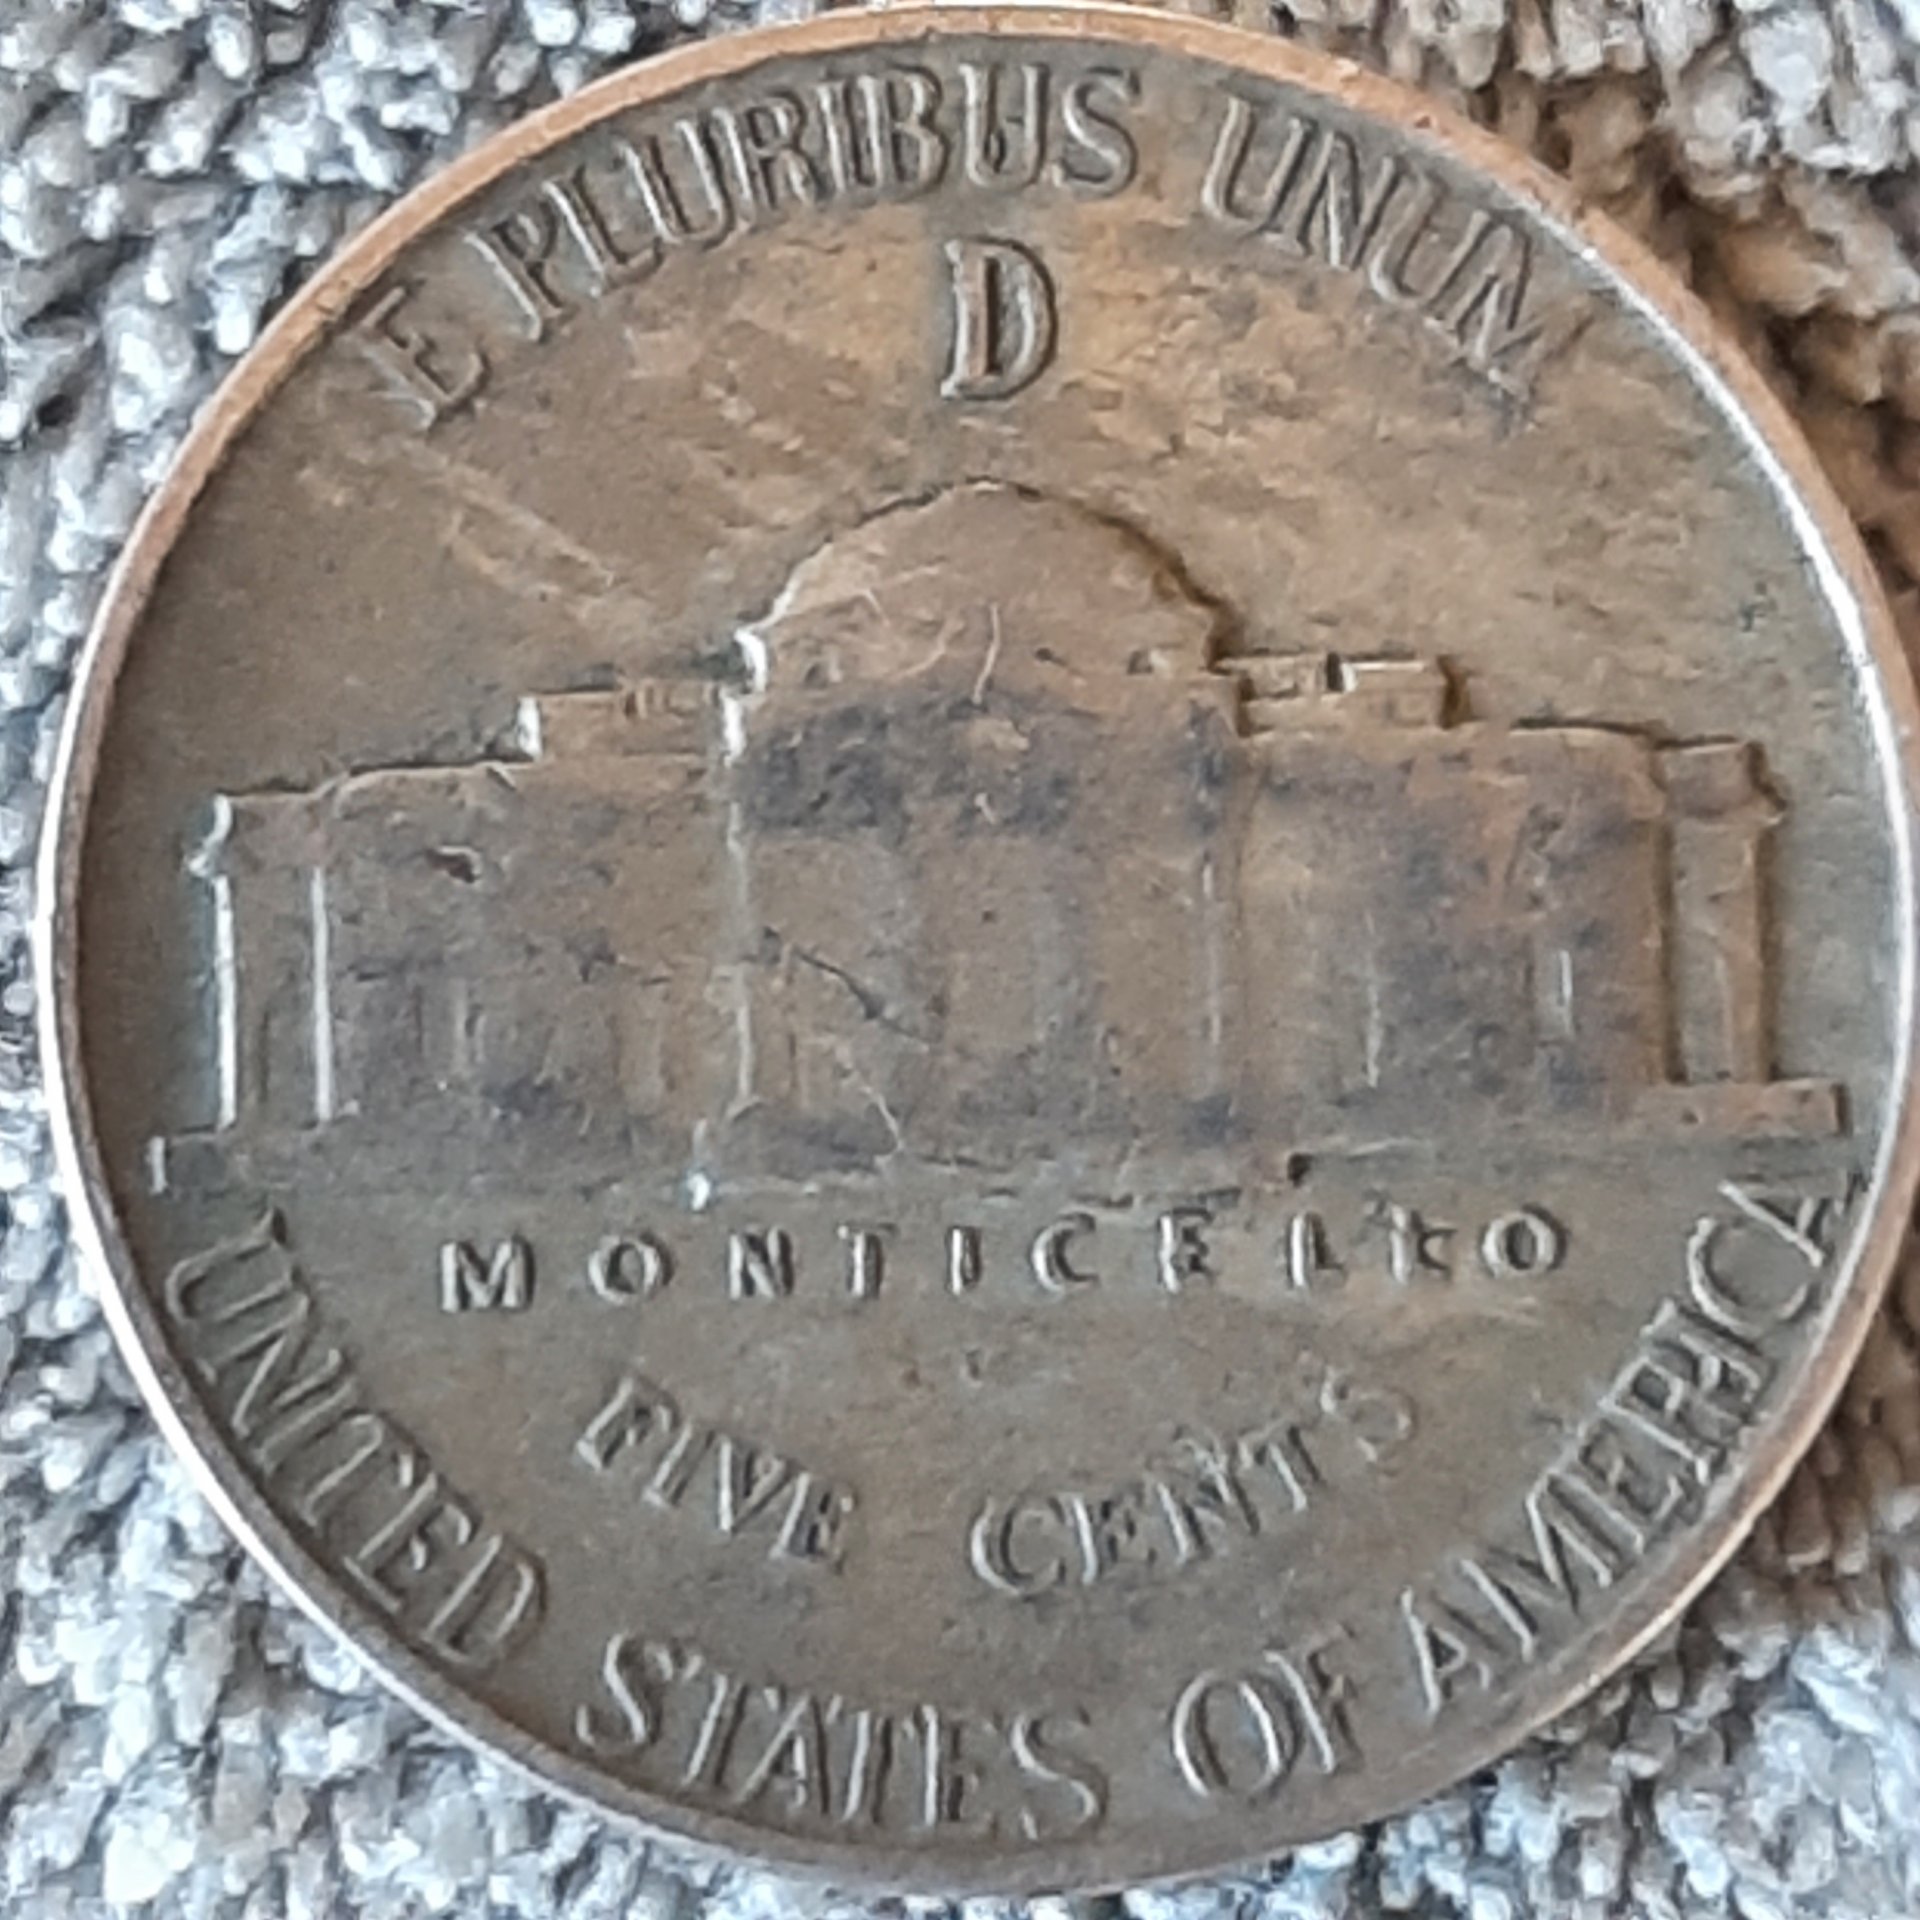 E PLURIBUS UNUM
D
MONTICELLO
FIVE CENTS
UNITED STATES OF AMERICA